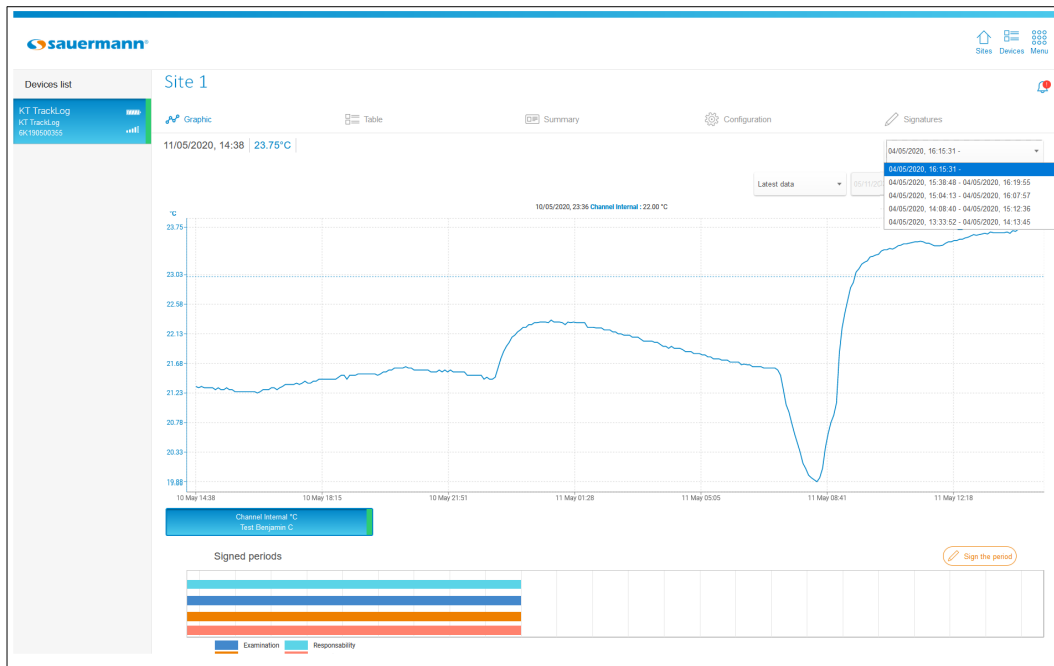 sauermann
Sites Devices Menu
Devices list
Site 1
KT TrackLog
KT TrackLog
6K190500355
Graphic Table Summary Configuration Signatures
11/05/2020, 14:38 23.75°C
04/05/2020, 16:15:31 -
04/05/2020, 16:15:31 -
04/05/2020, 15:38:48 - 04/05/2020, 16:19:55
04/05/2020, 15:04:13 - 04/05/2020, 16:07:57
04/05/2020, 14:08:40 - 04/05/2020, 15:12:36
04/05/2020, 13:33:52 - 04/05/2020, 14:13:45
Latest data
10/05/2020, 23:36 Channel Internal : 22.00 °C
°C
23.75
23.03
22.58
22.13
21.68
21.23
20.78
20.33
19.88
10 May 14:38 10 May 18:15 10 May 21:51 11 May 01:28 11 May 05:05 11 May 08:41 11 May 12:18
Channel Internal °C
Test Benjamin C
Signed periods
Sign the period
Examination Responsability